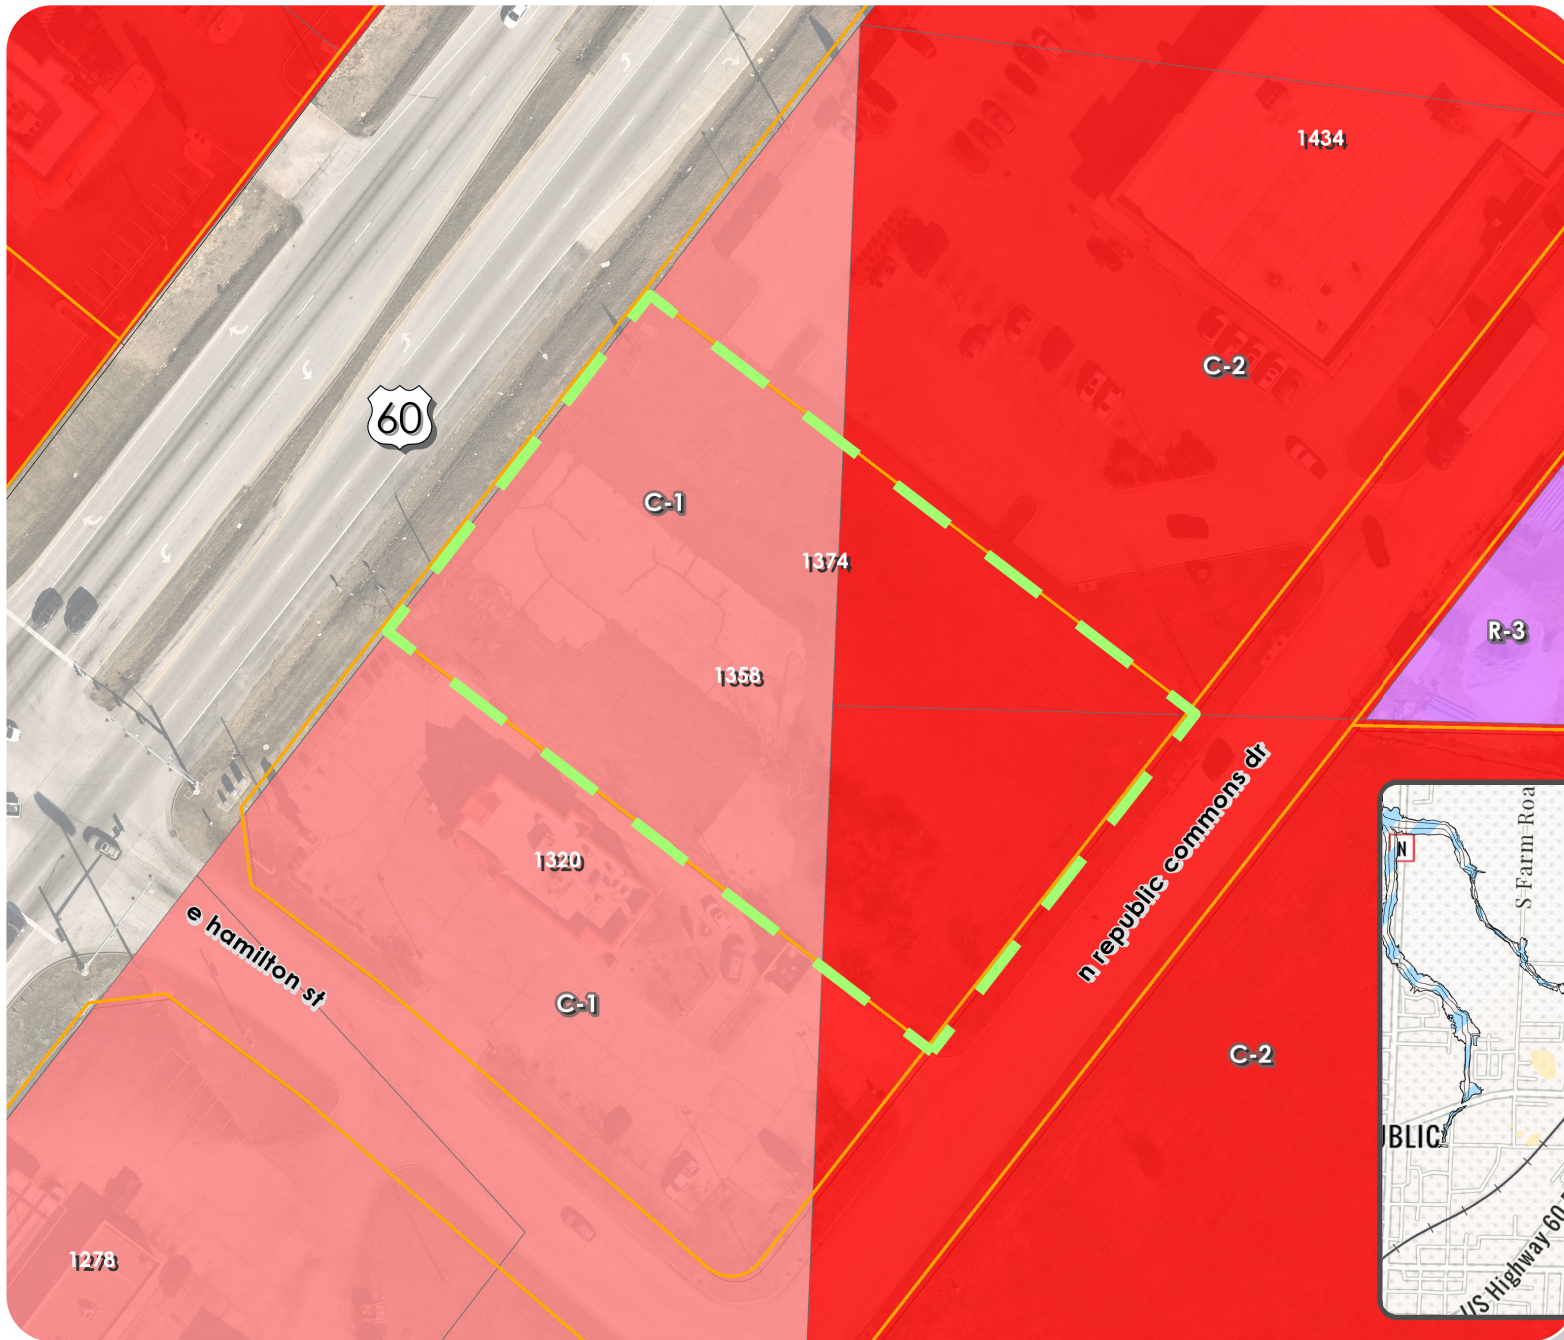 1434
C-2
60
C-1
1374
R-3
1358
n republic commons dr
1320
e hamilton st
C-1
C-2
1278
N
S Farm Roa
UBLIC
US Highway 60